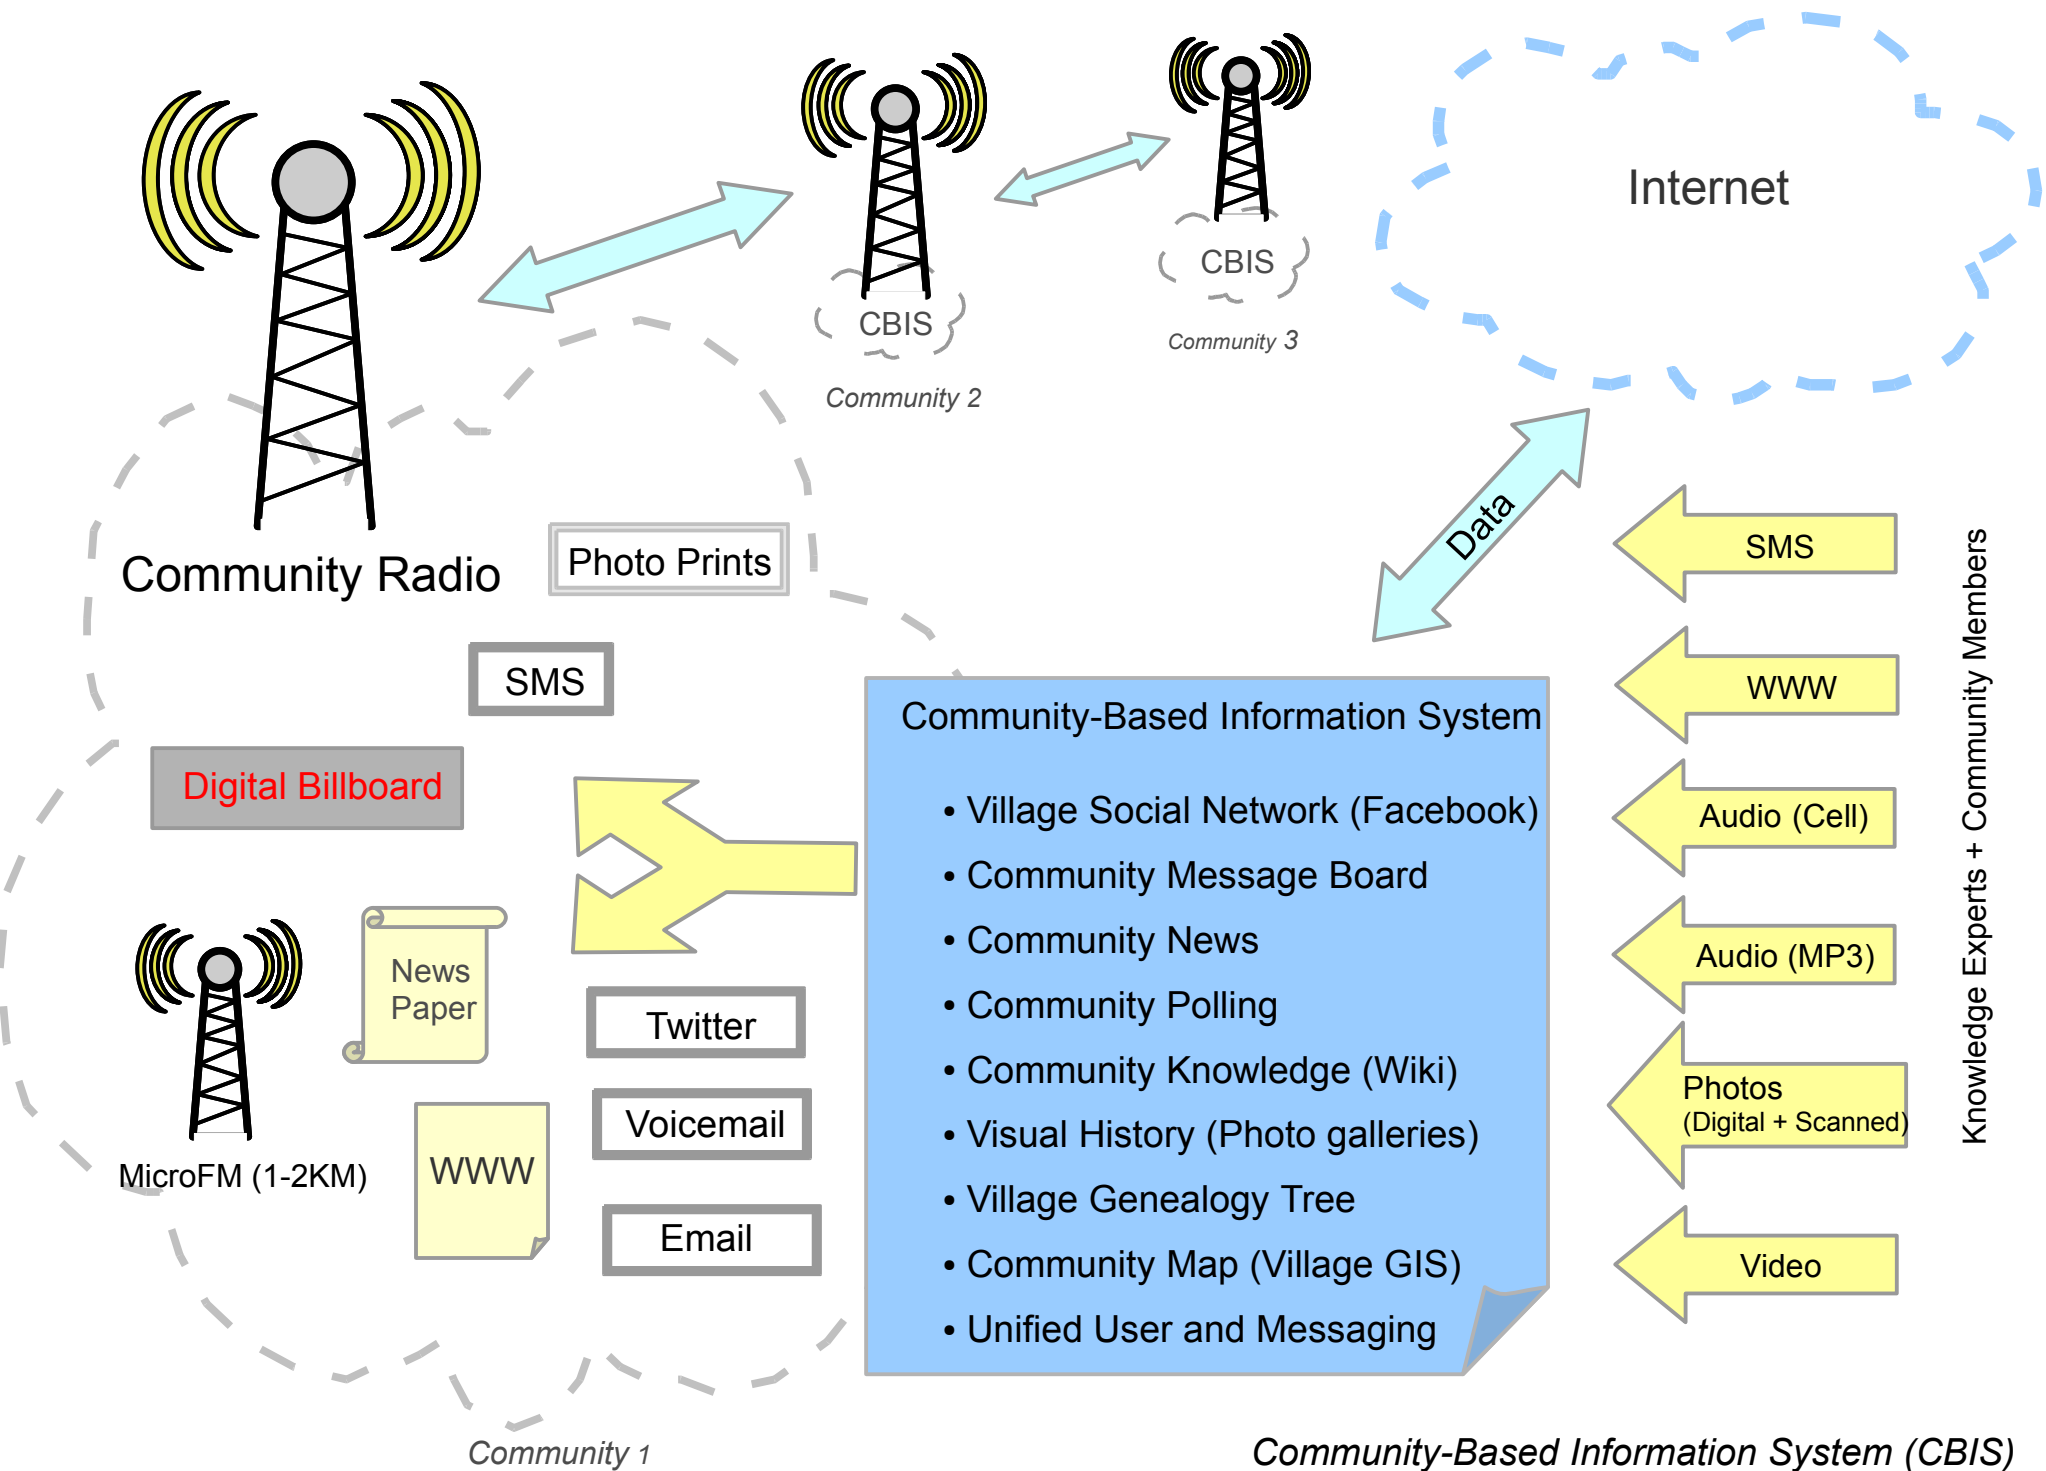 Internet
CBIS
CBIS
Community 3
Community 2
Data
Community Radio
Photo Prints
SMS
Digital Billboard
News
Paper
Twitter
Voicemail
WWW
Email
MicroFM (1-2KM)
Community 1
Community-Based Information System
• Village Social Network (Facebook)
• Community Message Board
• Community News
• Community Polling
• Community Knowledge (Wiki)
• Visual History (Photo galleries)
• Village Genealogy Tree
• Community Map (Village GIS)
• Unified User and Messaging
SMS
WWW
Audio (Cell)
Audio (MP3)
Photos
(Digital + Scanned)
Video
Knowledge Experts + Community Members
Community-Based Information System (CBIS)